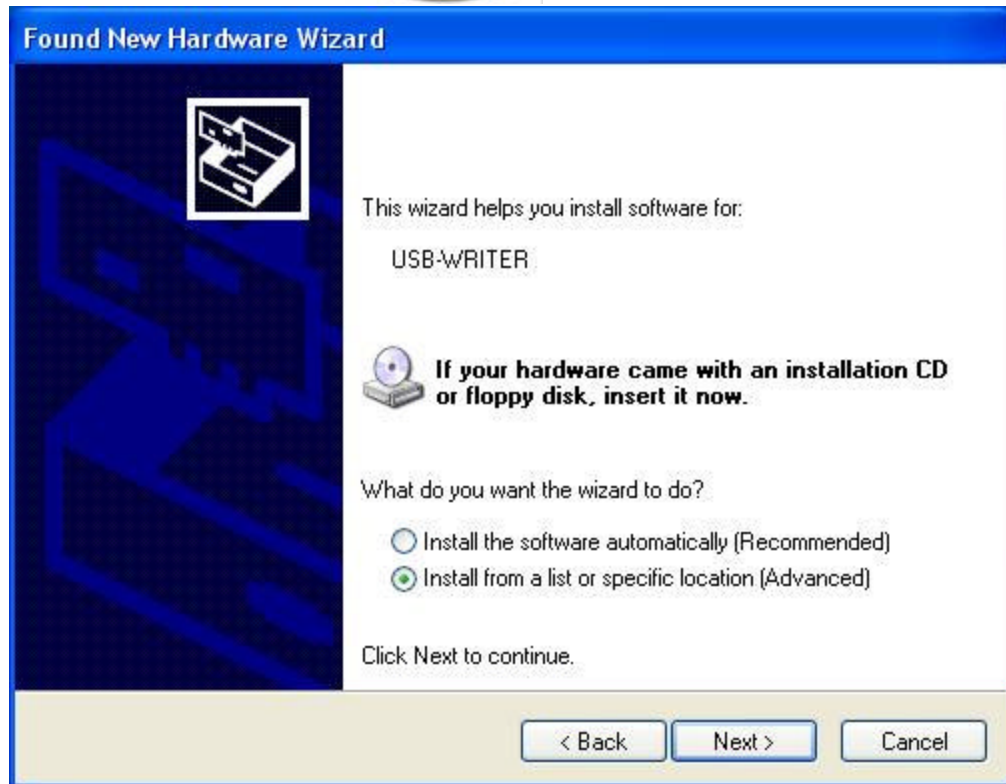 Found New Hardware Wizard
This wizard helps you install software for:
USB-WRITER
If your hardware came with an installation CD
or floppy disk, insert it now.
What do you want the wizard to do?
Install the software automatically (Recommended)
Install from a list or specific location (Advanced)
Click Next to continue.
< Back
Next >
Cancel